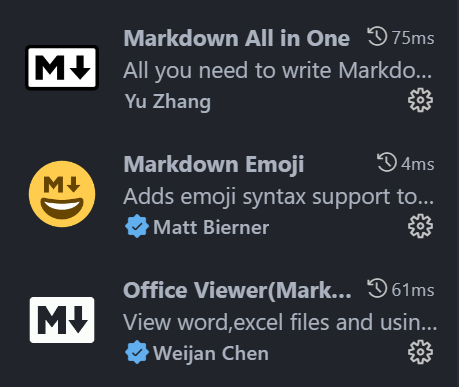 Markdown All in One 75ms
All you need to write Markdo...
Yu Zhang
Markdown Emoji 4ms
Adds emoji syntax support to...
Matt Bierner
Office Viewer(Mark... 61ms
View word,excel files and usin...
Weijan Chen